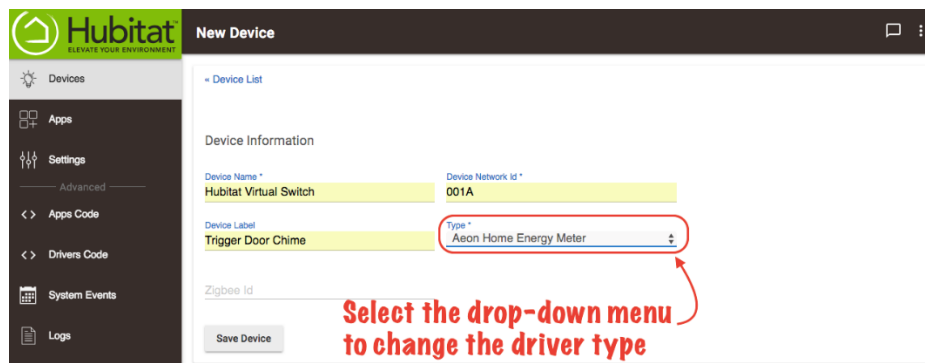 Hubitat
ELEVATE YOUR ENVIRONMENT
New Device
Devices
Apps
Settings
Advanced
Apps Code
Drivers Code
System Events
Logs
« Device List
Device Information
Device Name *
Hubitat Virtual Switch
Device Network Id *
001A
Device Label
Trigger Door Chime
Type *
Aeon Home Energy Meter
Zigbee Id
Save Device
Select the drop-down menu
to change the driver type